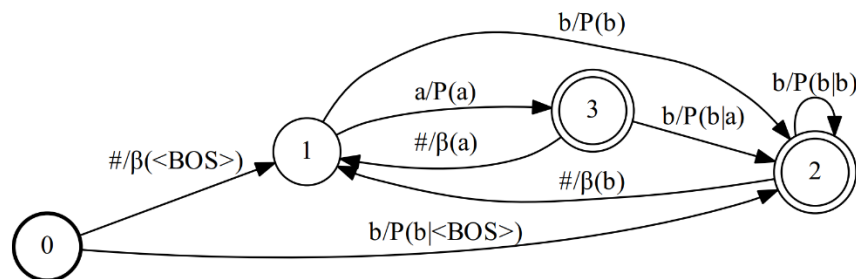 b/P(b)
b/P(b|b)
a/P(a)
3
b/P(b|a)
1
#/β(a)
#/β(<BOS>)
#/β(b)
2
0
b/P(b|<BOS>)